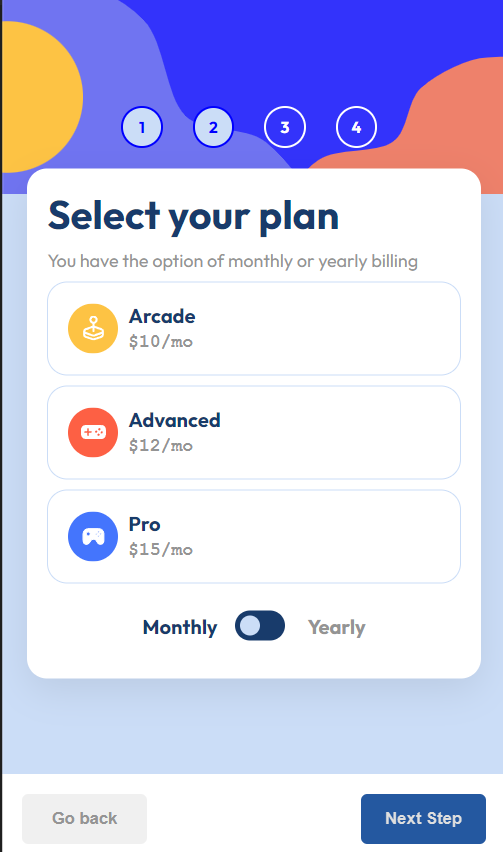 1 2 3 4
Select your plan
You have the option of monthly or yearly billing
Arcade
$10/mo
Advanced
$12/mo
Pro
$15/mo
Monthly Yearly
Go back Next Step